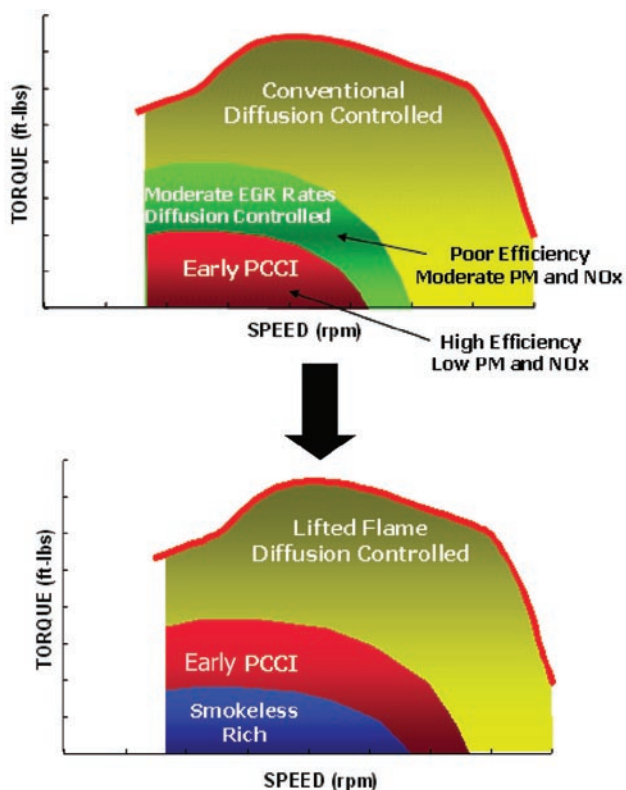 TORQUE (ft-lbs)
Conventional
Diffusion Controlled
Moderate EGR Rates
Diffusion Controlled
Early PCCI
Poor Efficiency
Moderate PM and NOx
SPEED (rpm)
High Efficiency
Low PM and NOx
TORQUE (ft-lbs)
Lifted Flame
Diffusion Controlled
Early PCCI
Smokeless
Rich
SPEED (rpm)